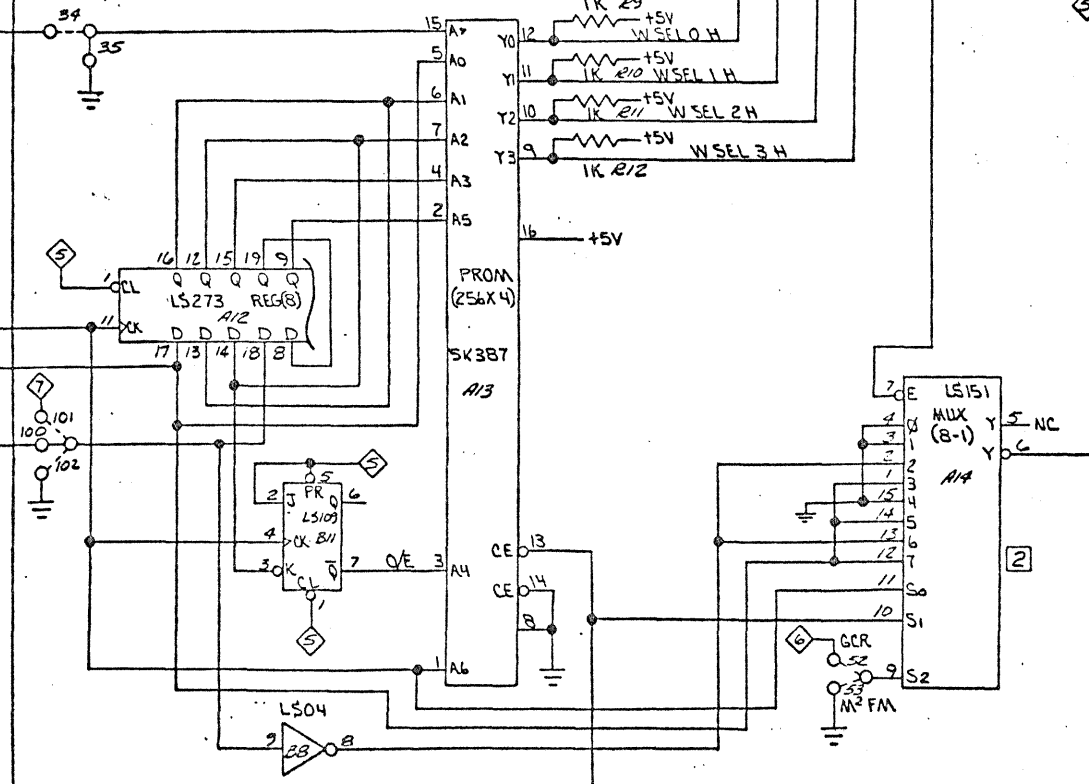 1K R9
+5V
W SEL 0 H
1K R10
+5V
W SEL 1 H
1K R11
+5V
W SEL 2 H
1K R12
+5V
W SEL 3 H
34
35
15 A7
5 A0
6 A1
7 A2
4 A3
2 A5
3 A4
1 A6
Y0 12
Y1 11
Y2 10
Y3 9
16 +5V
PROM
(256X4)
SK387
A13
CE 13
CE 14
8
5
16 12 15 19 9
Q Q Q Q Q
1 CL
LS273 REG(8)
A12
11 CK
D D D D D
17 13 14 18 8
7
101
100
102
5
PR 5
2 J Q 6
LS109
4 CK B11
3 K Q 7
O/E
CL
1
5
LS04
9 B8 8
7 E LS151
MUX
(8-1)
A14
4 0
3 1
2 2
1 3
15 4
14 5
13 6
12 7
11 S0
10 S1
9 S2
Y 5 NC
Y 6
2
6
GCR
52
53
M² FM